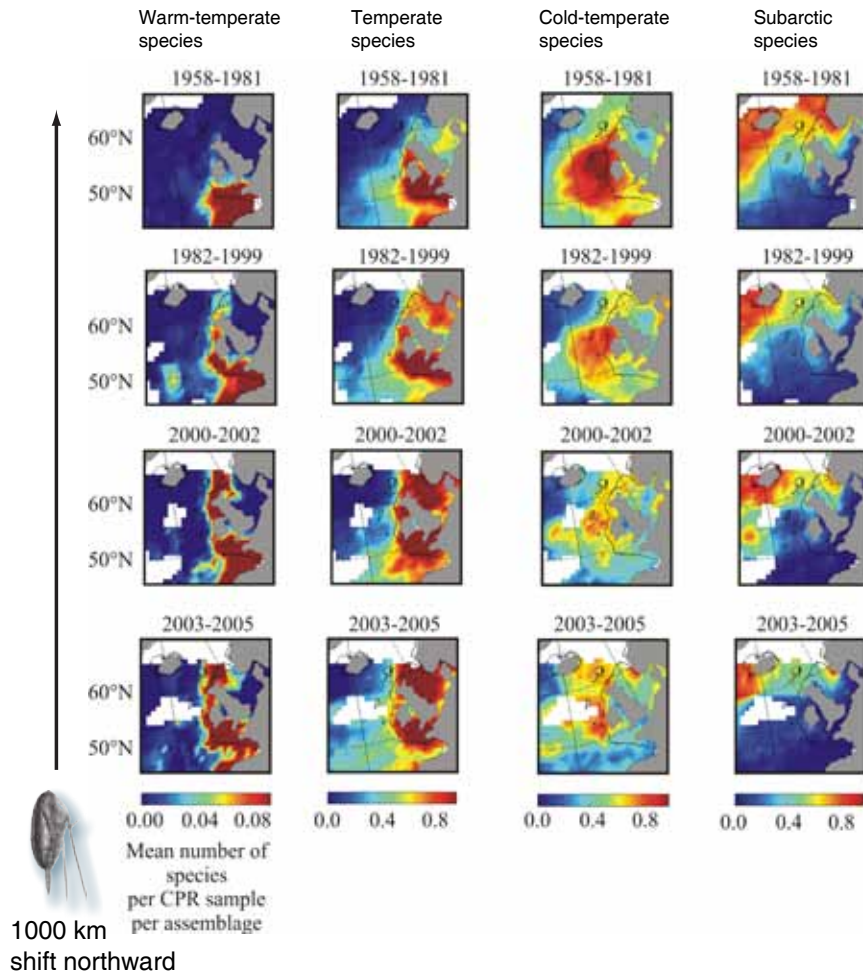 Warm-temperate species
Temperate species
Cold-temperate species
Subarctic species
1958-1981
1958-1981
1958-1981
1958-1981
60°N
50°N
1982-1999
1982-1999
1982-1999
1982-1999
60°N
50°N
2000-2002
2000-2002
2000-2002
2000-2002
60°N
50°N
2003-2005
2003-2005
2003-2005
2003-2005
60°N
50°N
0.00 0.04 0.08
0.0 0.4 0.8
0.0 0.4 0.8
0.0 0.4 0.8
Mean number of
species
per CPR sample
per assemblage
1000 km
shift northward